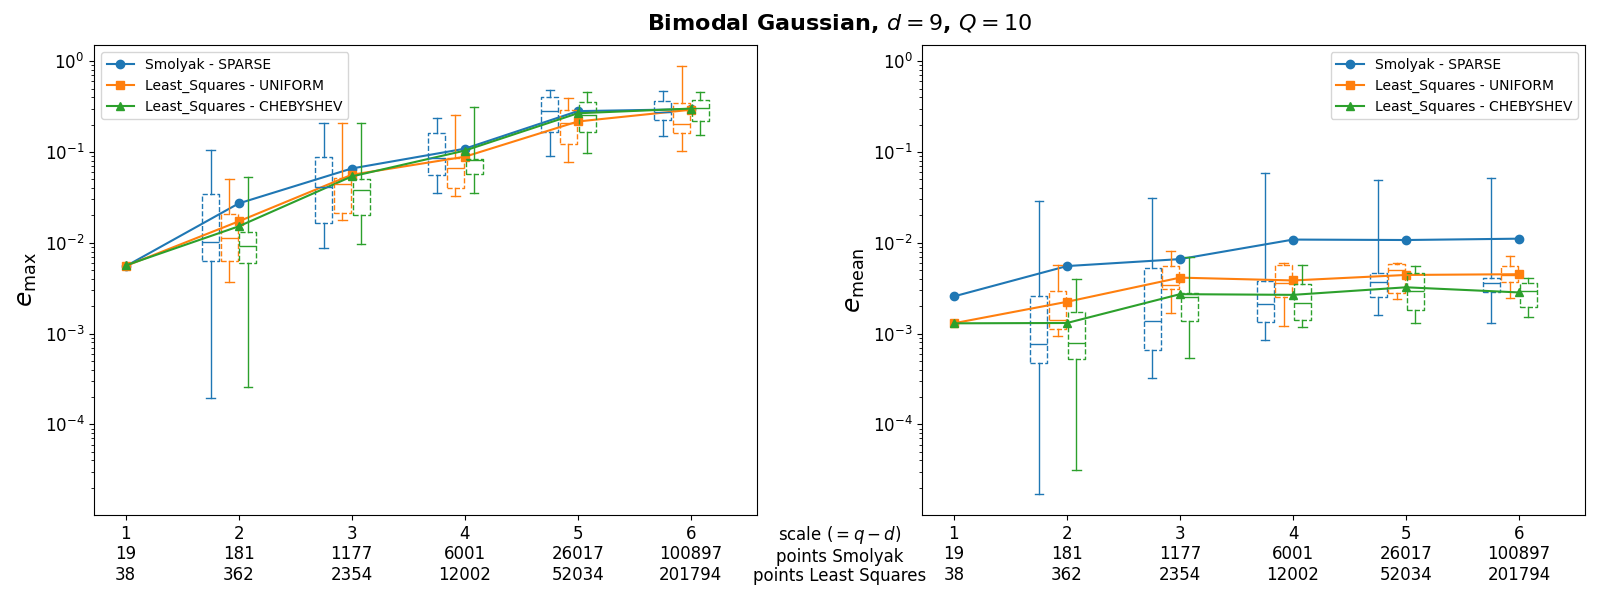 Bimodal Gaussian, d = 9, Q = 10
Smolyak - SPARSE
Least_Squares - UNIFORM
Least_Squares - CHEBYSHEV
10^0
10^-1
10^-2
10^-3
10^-4
e_max
1 2 3 4 5 6
19 181 1177 6001 26017 100897
38 362 2354 12002 52034 201794
scale (= q − d)
points Smolyak
points Least Squares
Smolyak - SPARSE
Least_Squares - UNIFORM
Least_Squares - CHEBYSHEV
10^0
10^-1
10^-2
10^-3
10^-4
e_mean
1 2 3 4 5 6
19 181 1177 6001 26017 100897
38 362 2354 12002 52034 201794